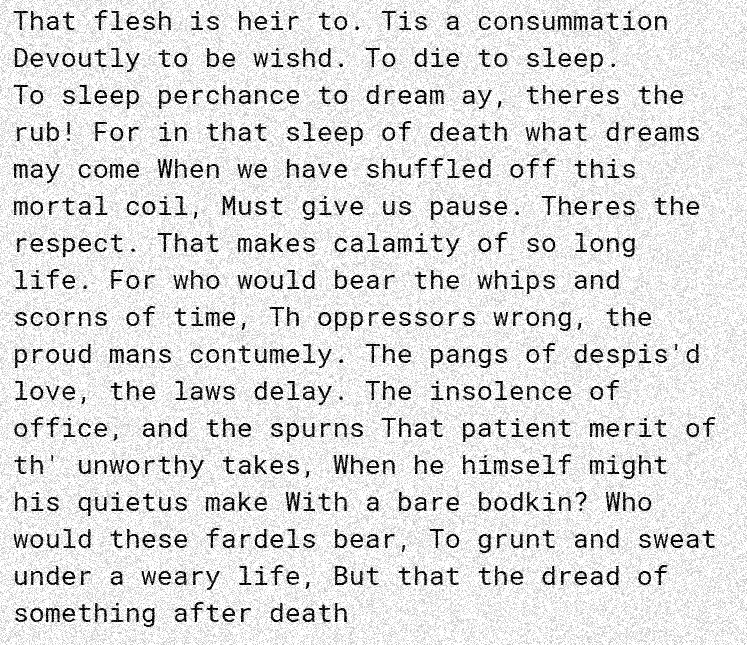 That flesh is heir to. Tis a consummation
Devoutly to be wishd. To die to sleep.
To sleep perchance to dream ay, theres the
rub! For in that sleep of death what dreams
may come When we have shuffled off this
mortal coil, Must give us pause. Theres the
respect. That makes calamity of so long
life. For who would bear the whips and
scorns of time, Th oppressors wrong, the
proud mans contumely. The pangs of despis'd
love, the laws delay. The insolence of
office, and the spurns That patient merit of
th' unworthy takes, When he himself might
his quietus make With a bare bodkin? Who
would these fardels bear, To grunt and sweat
under a weary life, But that the dread of
something after death